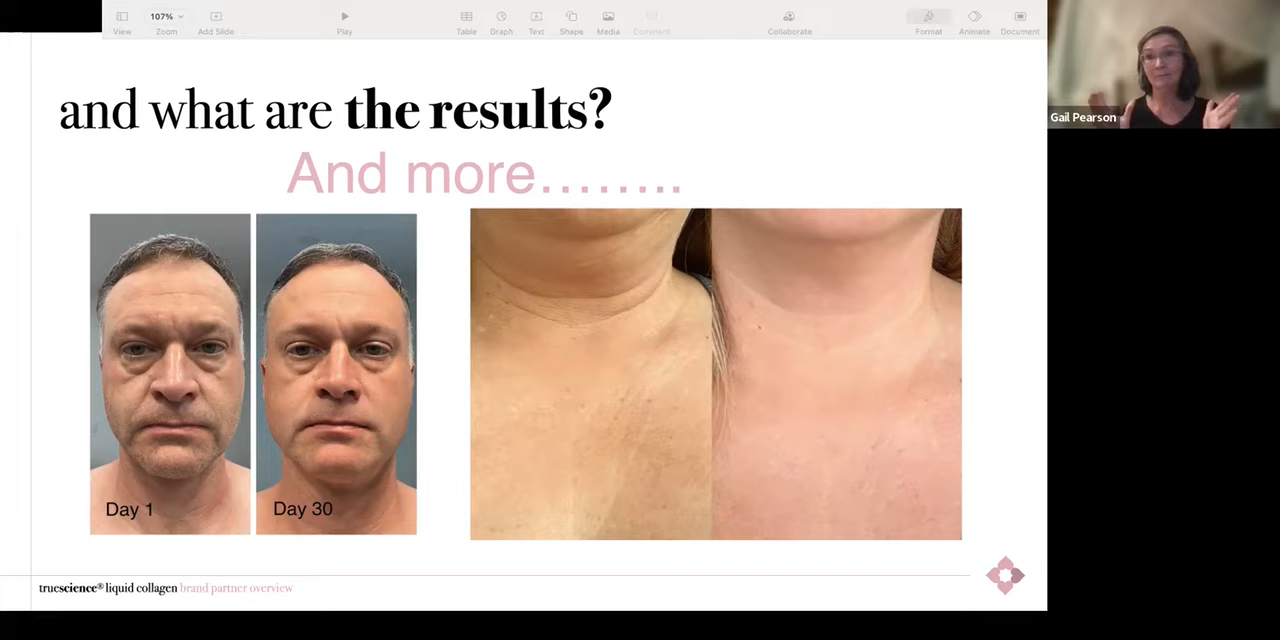 107%
View
Zoom
Add Slide
Play
Table
Graph
Text
Shape
Media
Comment
Collaborate
Format
Animate
Document
Gail Pearson
and what are the results?
And more……..
Day 1
Day 30
truescience® liquid collagen brand partner overview